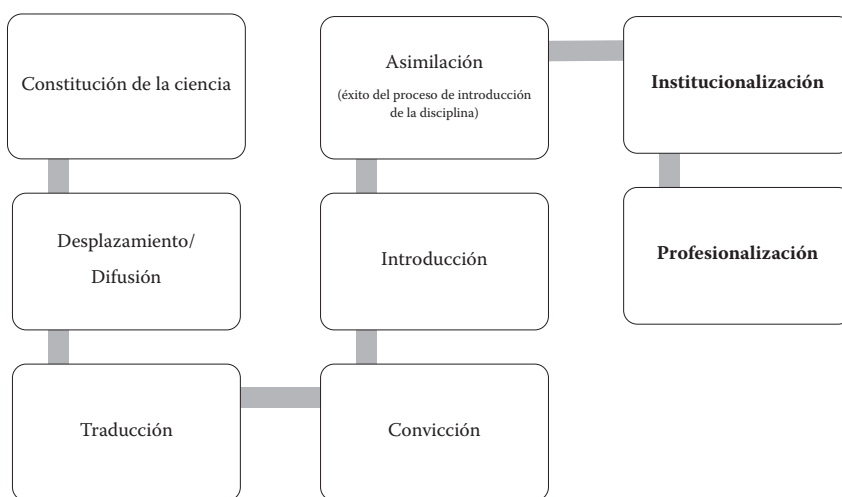 Constitución de la ciencia
Desplazamiento/
Difusión
Traducción
Convicción
Introducción
Asimilación
(éxito del proceso de introducción
de la disciplina)
Institucionalización
Profesionalización